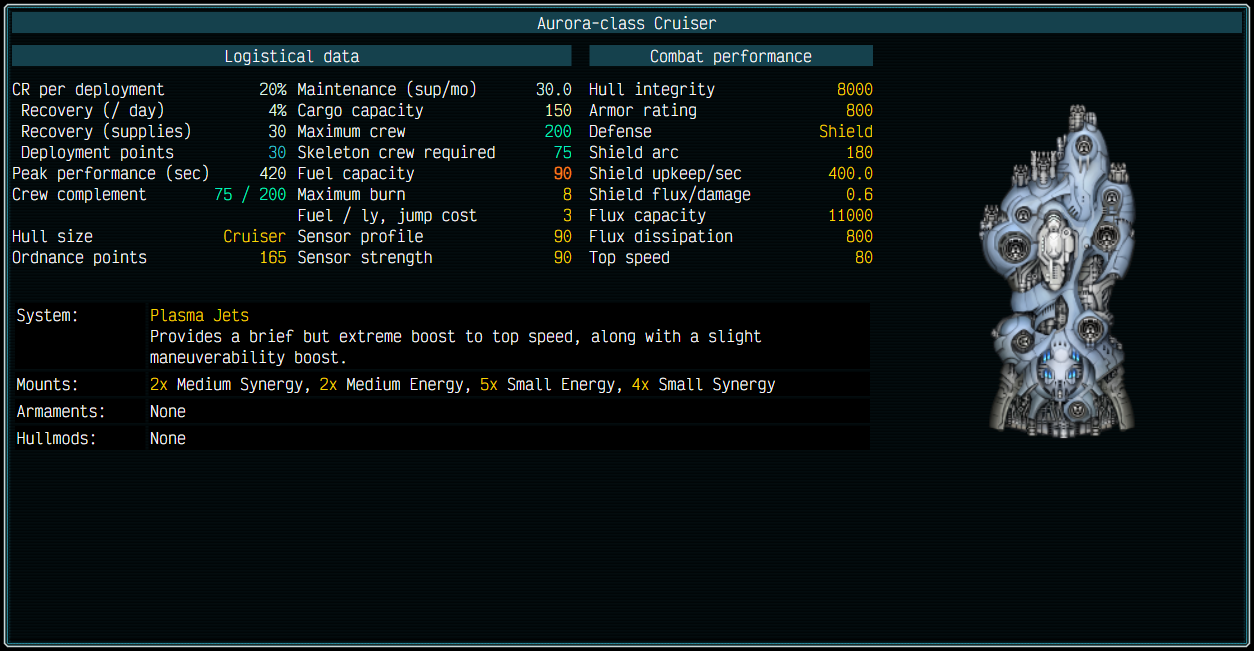 Aurora-class Cruiser
Logistical data
CR per deployment 20% Maintenance (sup/mo) 30.0
Recovery (/ day) 4% Cargo capacity 150
Recovery (supplies) 30 Maximum crew 200
Deployment points 30 Skeleton crew required 75
Peak performance (sec) 420 Fuel capacity 90
Crew complement 75 / 200 Maximum burn 8
Fuel / ly, jump cost 3
Hull size Cruiser Sensor profile 90
Ordnance points 165 Sensor strength 90
Combat performance
Hull integrity 8000
Armor rating 800
Defense Shield
Shield arc 180
Shield upkeep/sec 400.0
Shield flux/damage 0.6
Flux capacity 11000
Flux dissipation 800
Top speed 80
System: Plasma Jets
Provides a brief but extreme boost to top speed, along with a slight
maneuverability boost.
Mounts: 2x Medium Synergy, 2x Medium Energy, 5x Small Energy, 4x Small Synergy
Armaments: None
Hullmods: None